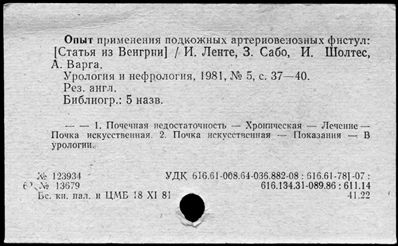 Опыт применения подкожных артериовенозных фистул:
[Статья из Венгрии] / И. Ленте, З. Сабо, И. Шолтес,
А. Варга.
Урология и нефрология, 1981, № 5, с. 37—40.
Рез. англ.
Библиогр.: 5 назв.
— — 1. Почечная недостаточность — Хроническая — Лечение —
Почка искусственная. 2. Почка искусственная — Показания — В
урологии.
№ 123934 УДК 616.61-008.64-036.882-08 : 616.61-78]-07 :
№ 13679 616.134.31-089.86 : 611.14
Вс. кн. пал. и ЦМБ 18 XI 81 41.22